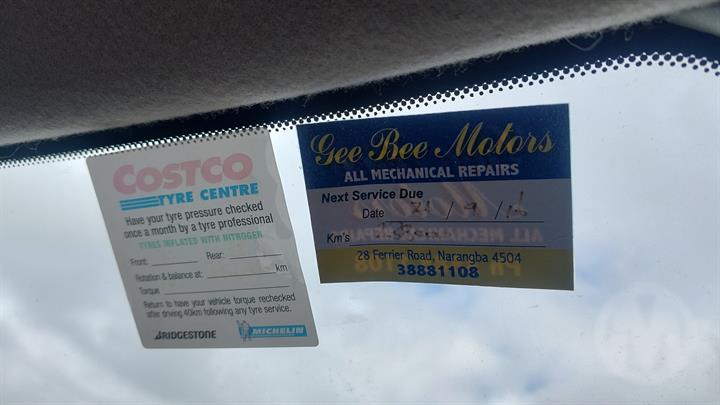 COSTCO
TYRE CENTRE
Have your tyre pressure checked
once a month by a tyre professional
TYRES INFLATED WITH NITROGEN
Front: Rear:
Rotation & balance at: km
Torque
Return to have your vehicle torque rechecked
after driving 40km following any tyre service.
BRIDGESTONE MICHELIN
Gee Bee Motors
ALL MECHANICAL REPAIRS
Next Service Due
Date 21 / 9 / 16
Km's
28 Ferrier Road, Narangba 4504
38881108